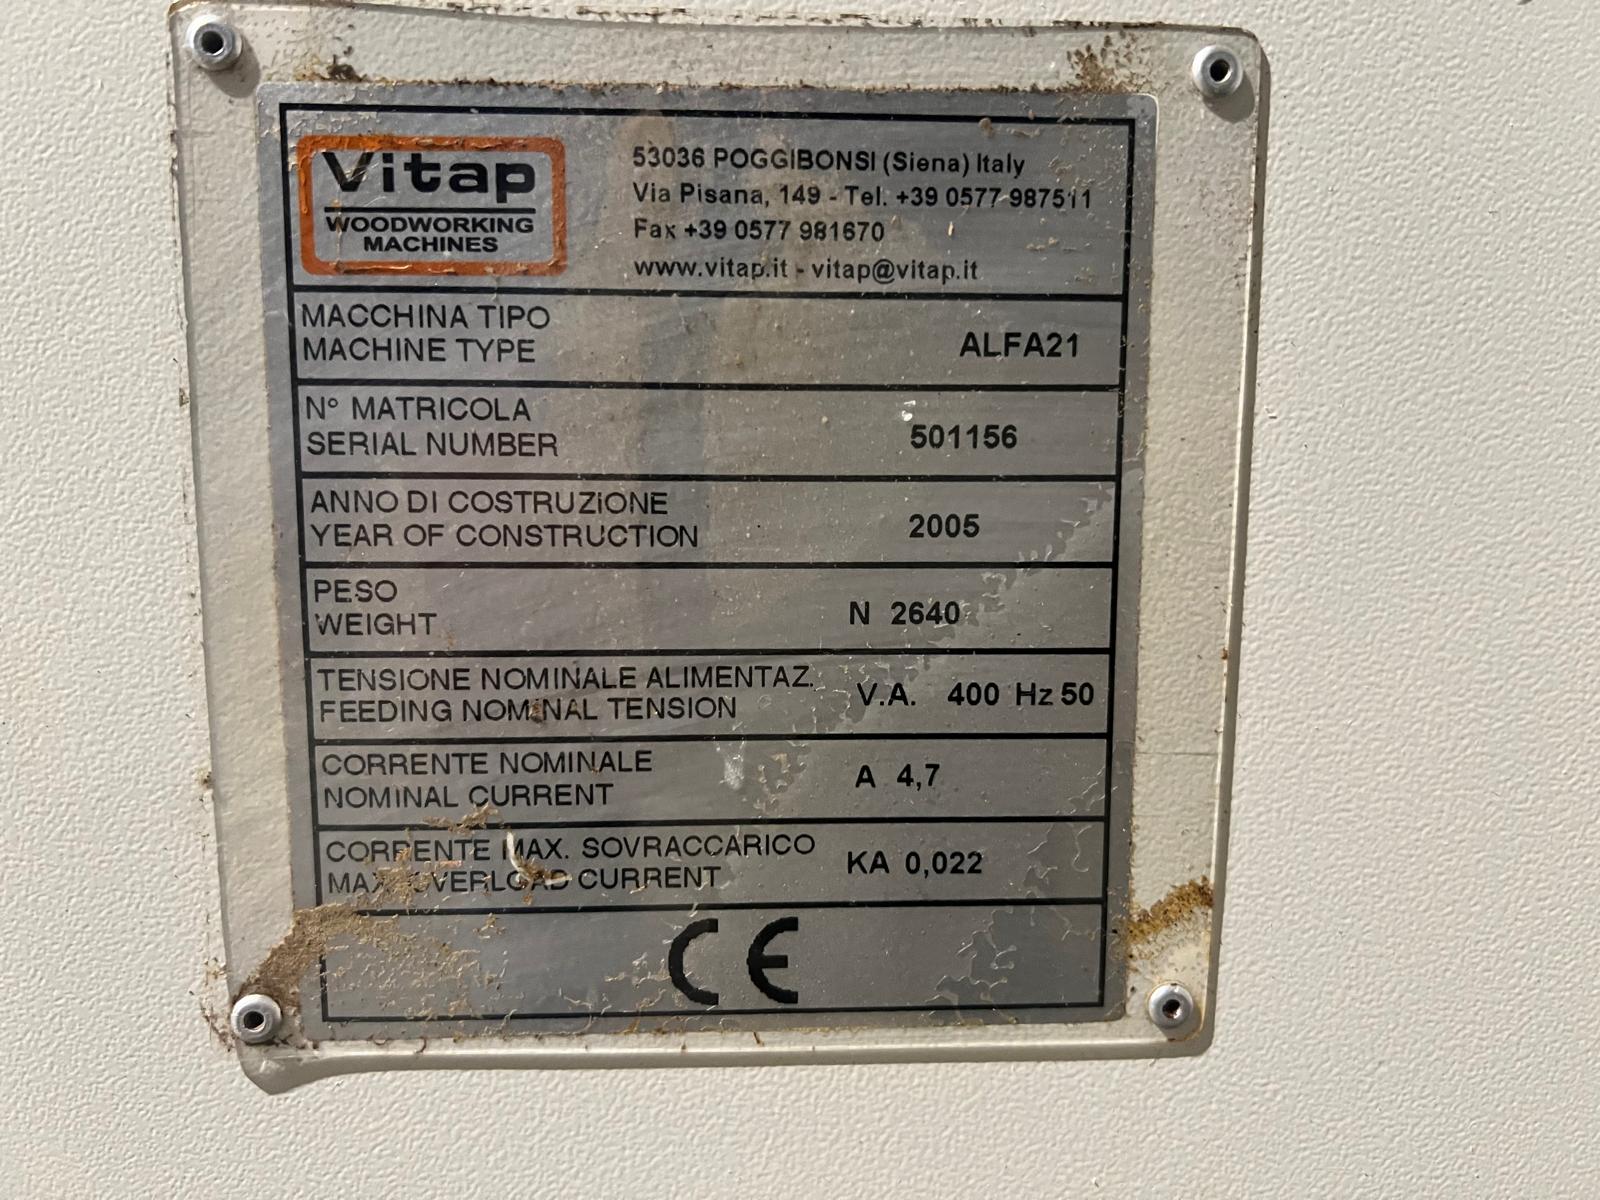 Vitap
WOODWORKING
MACHINES
53036 POGGIBONSI (Siena) Italy
Via Pisana, 149 - Tel. +39 0577 987511
Fax +39 0577 981670
www.vitap.it - vitap@vitap.it
MACCHINA TIPO
MACHINE TYPE
ALFA21
N° MATRICOLA
SERIAL NUMBER
501156
ANNO DI COSTRUZIONE
YEAR OF CONSTRUCTION
2005
PESO
WEIGHT
N 2640
TENSIONE NOMINALE ALIMENTAZ.
FEEDING NOMINAL TENSION
V.A. 400 Hz 50
CORRENTE NOMINALE
NOMINAL CURRENT
A 4,7
CORRENTE MAX. SOVRACCARICO
MAX. OVERLOAD CURRENT
KA 0,022
CE